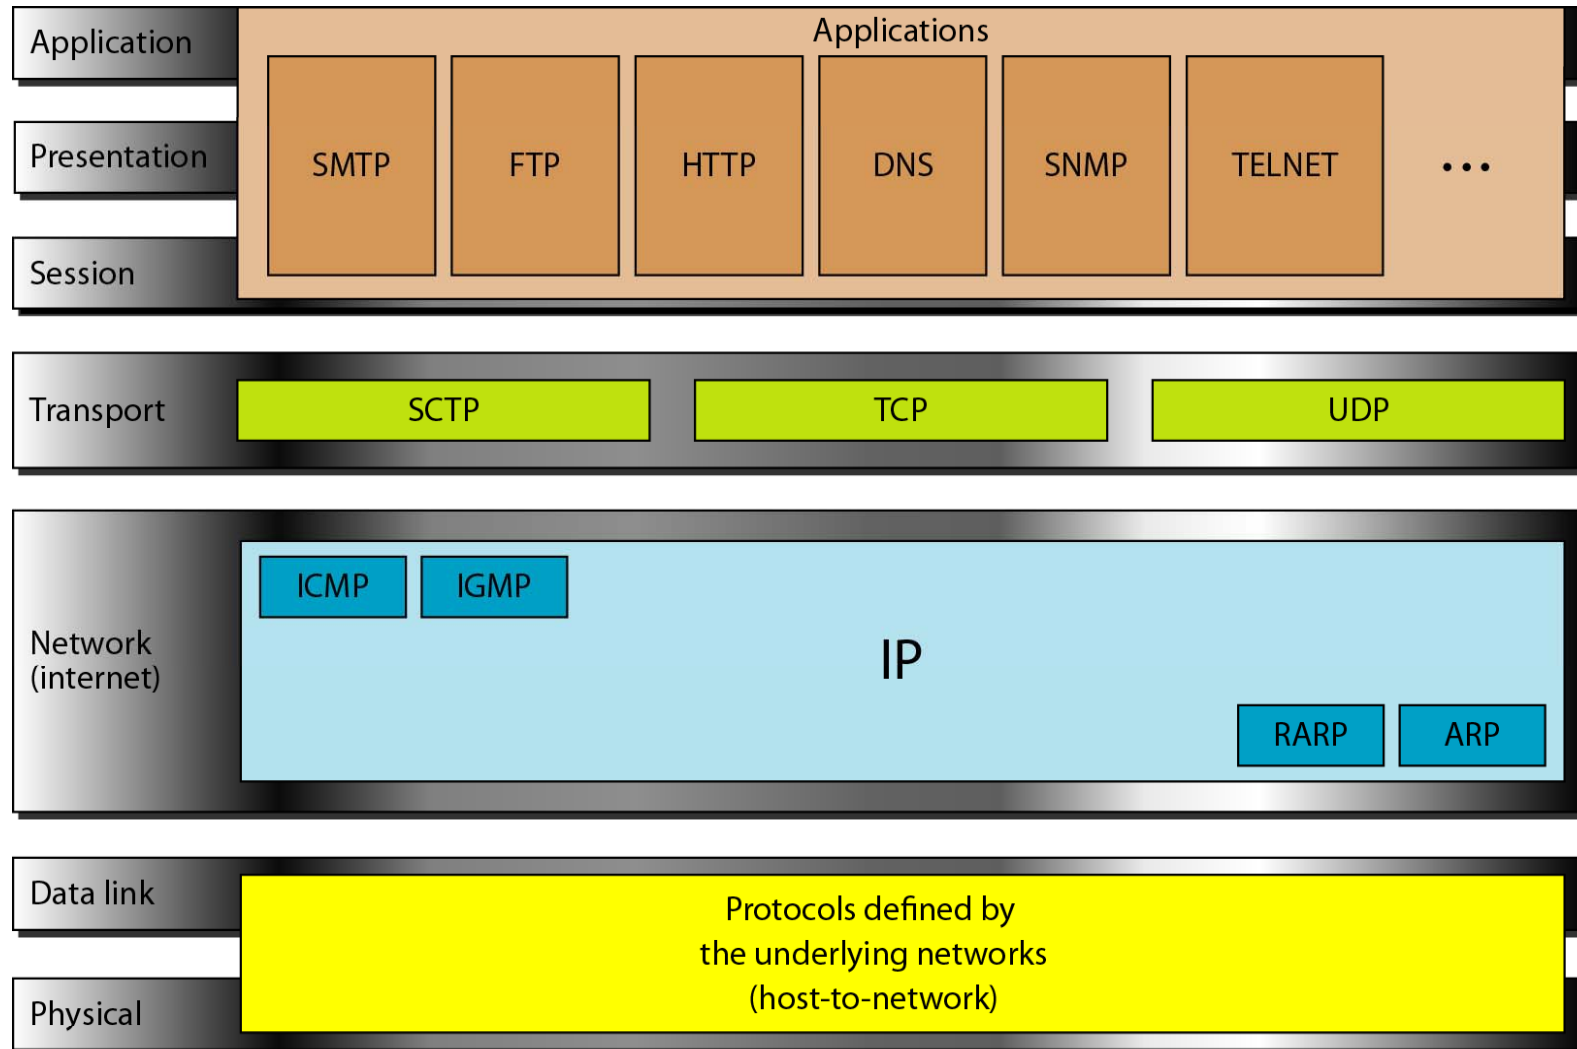 Application
Applications
Presentation
SMTP
FTP
HTTP
DNS
SNMP
TELNET
...
Session
Transport
SCTP
TCP
UDP
Network
(internet)
ICMP
IGMP
IP
RARP
ARP
Data link
Protocols defined by
the underlying networks
(host-to-network)
Physical